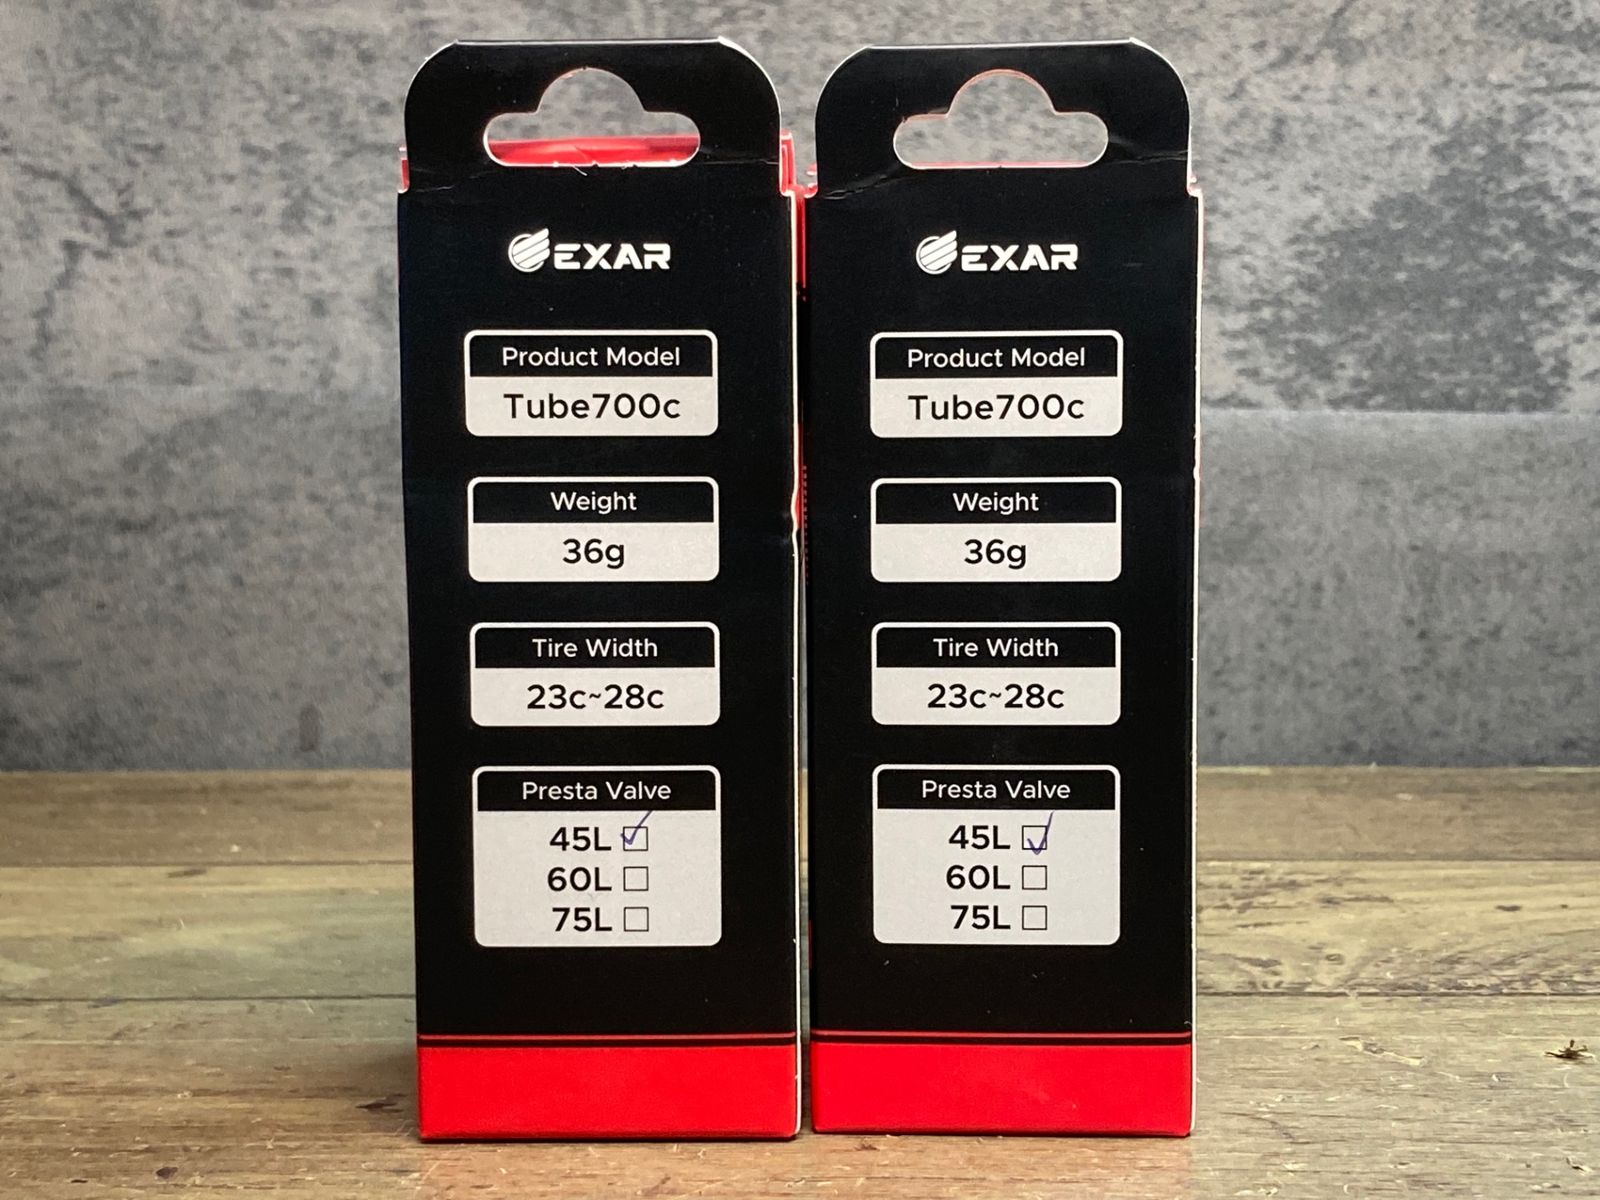 EXAR
Product Model
Tube700c
Weight
36g
Tire Width
23c~28c
Presta Valve
45L
60L
75L
EXAR
Product Model
Tube700c
Weight
36g
Tire Width
23c~28c
Presta Valve
45L
60L
75L